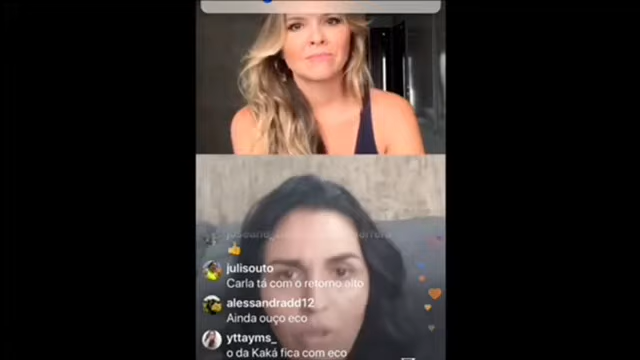 julisouto
Carla tá com o retorno alto
alessandradd12
Ainda ouço eco
yttayms_
o da Kaká fica com eco